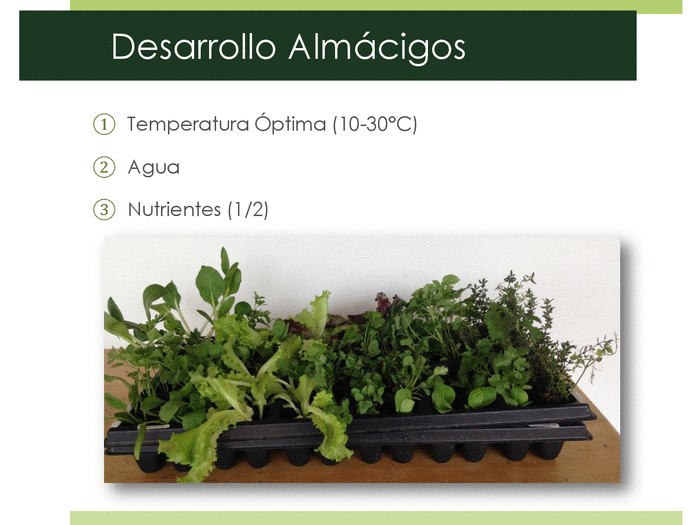 Desarrollo Almácigos
① Temperatura Óptima (10-30°C)
② Agua
③ Nutrientes (1/2)